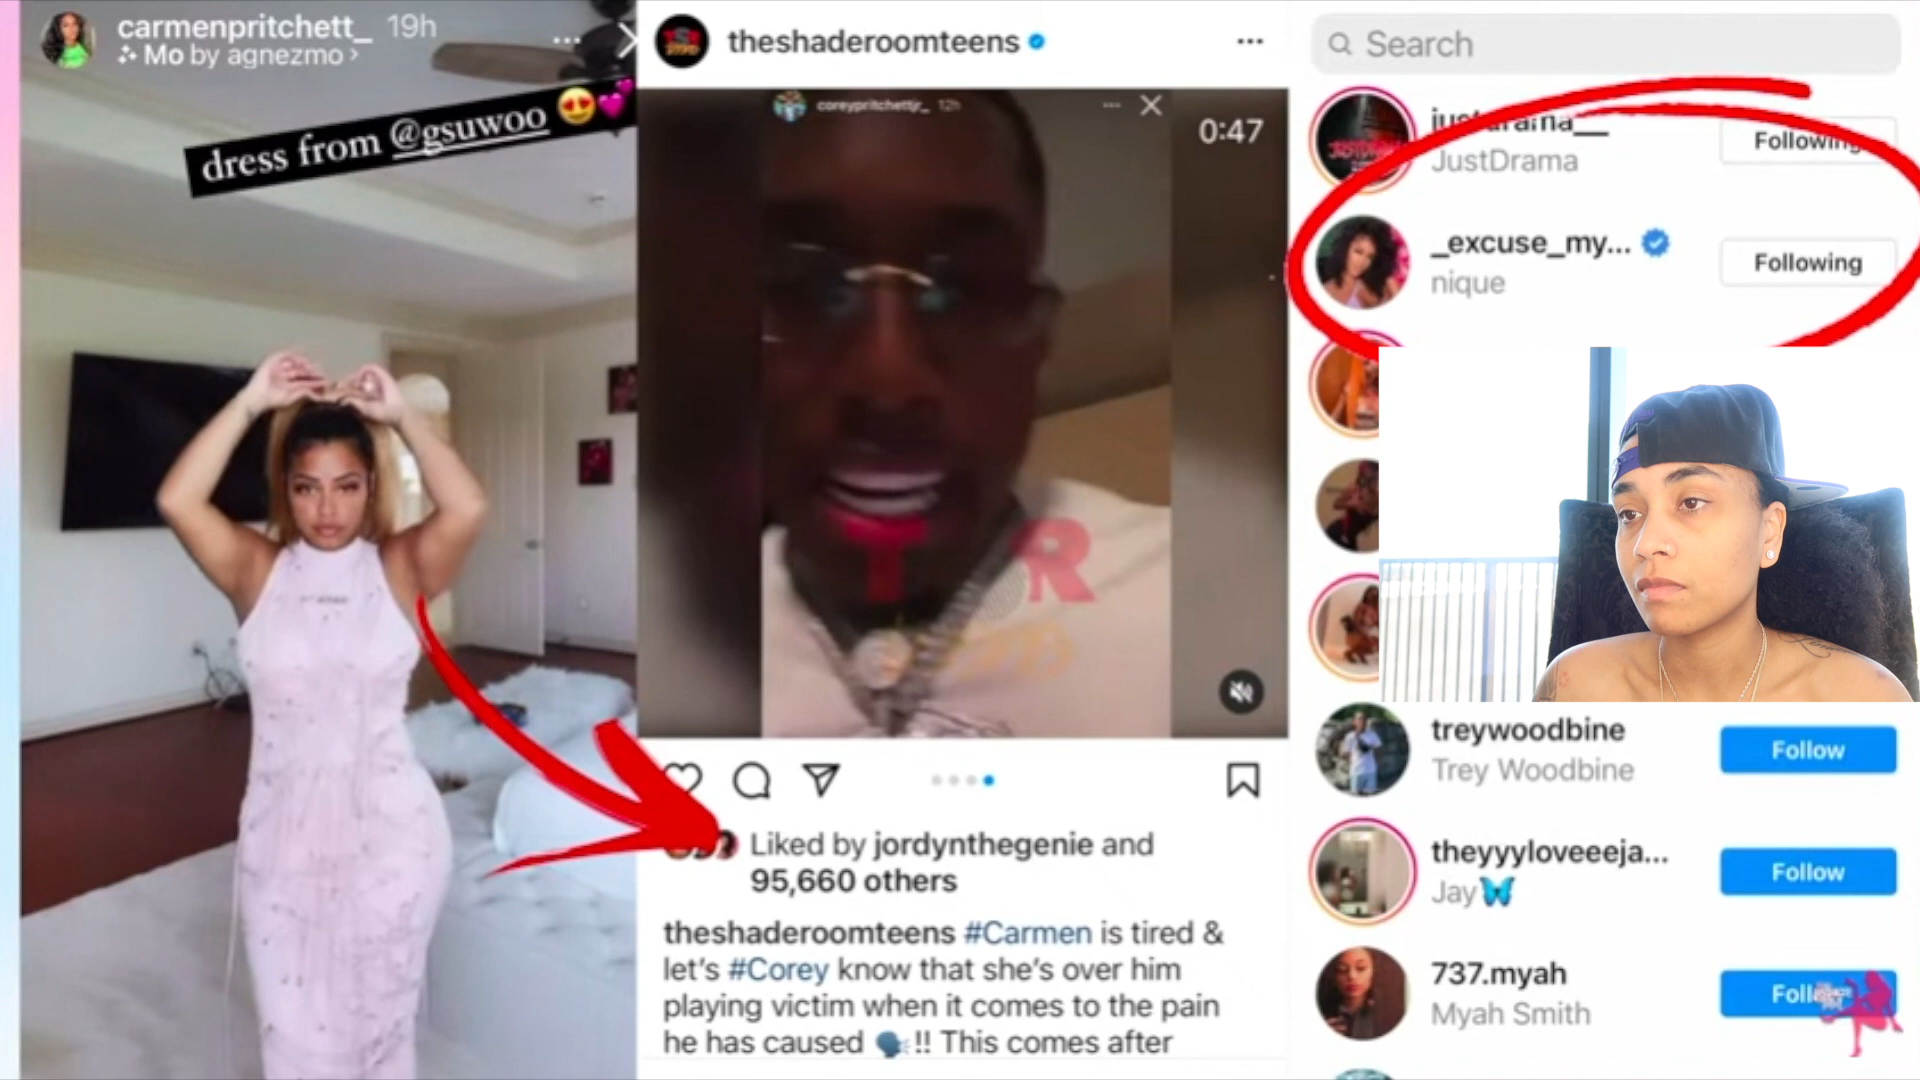 carmenpritchett_ 19h
Mo by agnezmo >
dress from @gsuwoo 😍💕
theshaderoomteens
coreypritchettjr_ 12h
0:47
T R
Liked by jordynthegenie and
95,660 others
theshaderoomteens #Carmen is tired &
let's #Corey know that she's over him
playing victim when it comes to the pain
he has caused 🗣!! This comes after
Search
justdrama__
JustDrama
Following
_excuse_my...
nique
Following
treywoodbine
Trey Woodbine
Follow
theyyyloveeeja...
Jay🦋
Follow
737.myah
Myah Smith